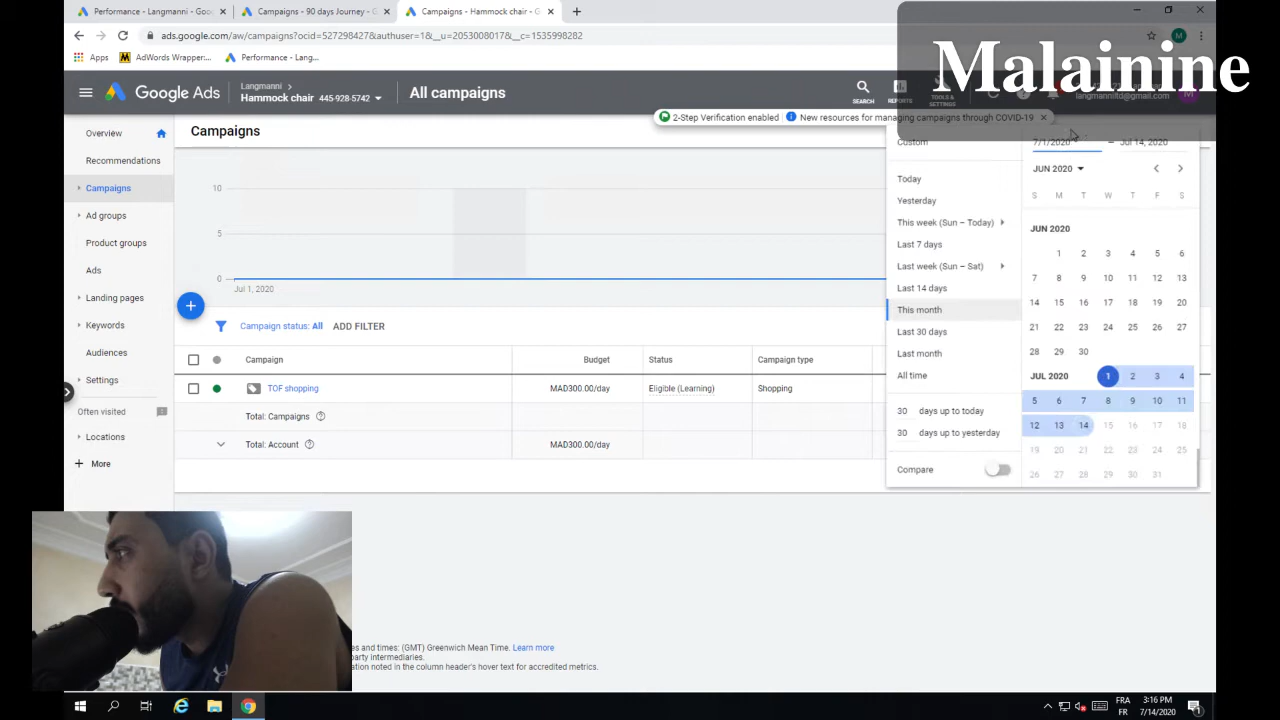 Performance - Langmanni - Goo
Campaigns - 90 days Journey - G
Campaigns - Hammock chair - G
ads.google.com/aw/campaigns?ocid=527298427&authuser=1&__u=2053008017&__c=1535998282
Apps
AdWords Wrapper:...
Performance - Lang...
Malainine
Google Ads
Langmanni
Hammock chair 445-928-5742
All campaigns
SEARCH
REPORTS
TOOLS &
SETTINGS
langmanniltd@gmail.com
2-Step Verification enabled
New resources for managing campaigns through COVID-19
Overview
Recommendations
Campaigns
Ad groups
Product groups
Ads
Landing pages
Keywords
Audiences
Settings
Often visited
Locations
More
Campaigns
10
5
0
Jul 1, 2020
Campaign status: All
ADD FILTER
Campaign
Budget
Status
Campaign type
TOF shopping
MAD300.00/day
Eligible (Learning)
Shopping
Total: Campaigns
Total: Account
MAD300.00/day
Custom
7/1/2020
– Jul 14, 2020
Today
Yesterday
This week (Sun – Today)
Last 7 days
Last week (Sun – Sat)
Last 14 days
This month
Last 30 days
Last month
All time
30 days up to today
30 days up to yesterday
Compare
JUN 2020
S M T W T F S
JUN 2020
1 2 3 4 5 6
7 8 9 10 11 12 13
14 15 16 17 18 19 20
21 22 23 24 25 26 27
28 29 30
JUL 2020 1 2 3 4
5 6 7 8 9 10 11
12 13 14 15 16 17 18
19 20 21 22 23 24 25
26 27 28 29 30 31
es and times: (GMT) Greenwich Mean Time. Learn more
party intermediaries.
tation noted in the column header's hover text for accredited metrics.
FRA
FR
3:16 PM
7/14/2020